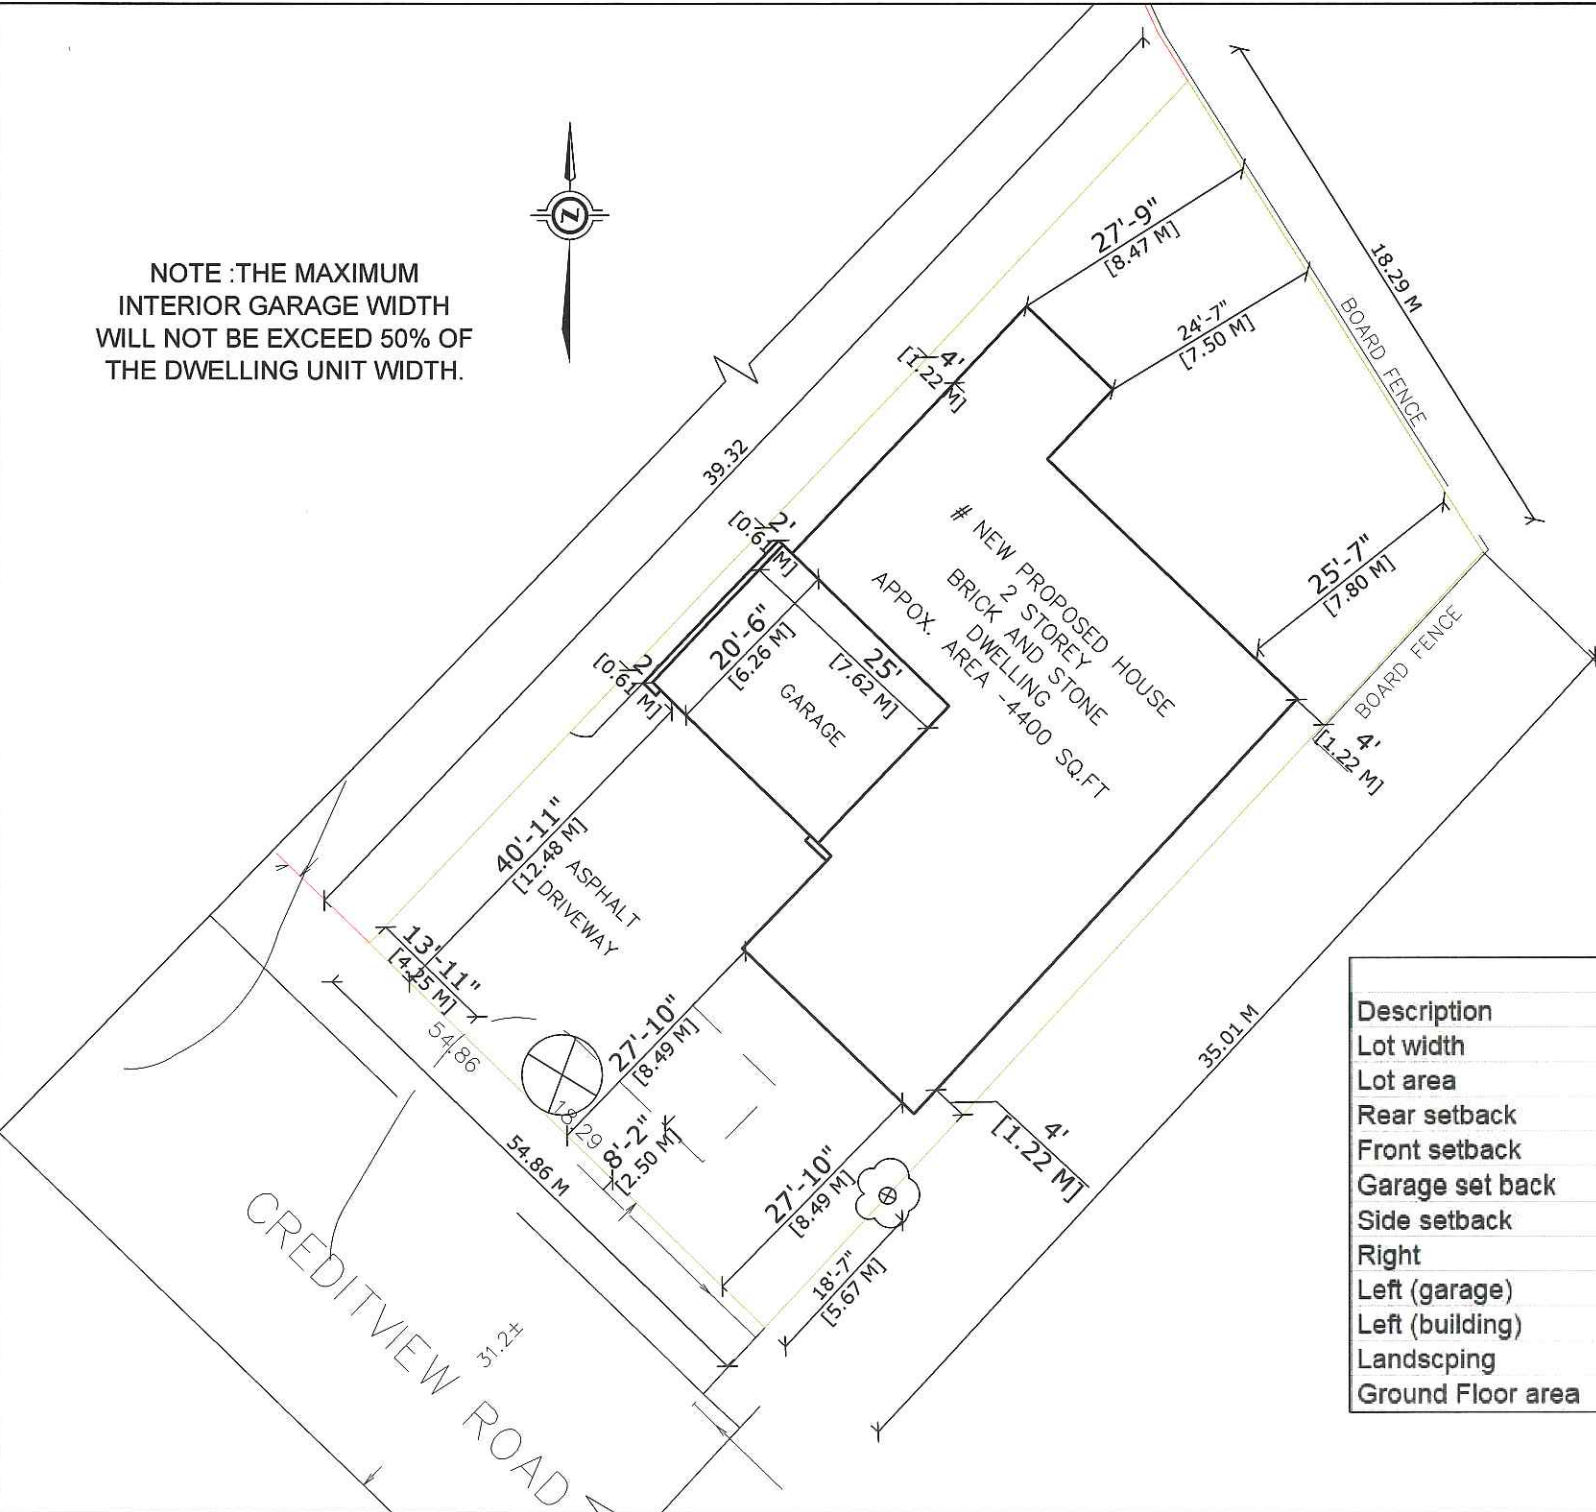 NOTE :THE MAXIMUM
INTERIOR GARAGE WIDTH
WILL NOT BE EXCEED 50% OF
THE DWELLING UNIT WIDTH.
N
27'-9"
[8.47 M]
18.29 M
24'-7"
[7.50 M]
BOARD FENCE
4'
[1.22 M]
39.32
2'
[0.61 M]
# NEW PROPOSED HOUSE
2 STOREY
BRICK AND STONE
DWELLING
APPOX. AREA -4400 SQ.FT
25'-7"
[7.80 M]
BOARD FENCE
20'-6"
[6.26 M]
25'
[7.62 M]
GARAGE
2'
[0.61 M]
4'
[1.22 M]
40'-11"
[12.48 M]
ASPHALT
DRIVEWAY
13'-11"
[4.25 M]
54.86
27'-10"
[8.49 M]
18.29
8'-2"
[2.50 M]
54.86 M
35.01 M
4'
[1.22 M]
27'-10"
[8.49 M]
18'-7"
[5.67 M]
CREDITVIEW ROAD
31.2±
Description
Lot width
Lot area
Rear setback
Front setback
Garage set back
Side setback
Right
Left (garage)
Left (building)
Landscping
Ground Floor area